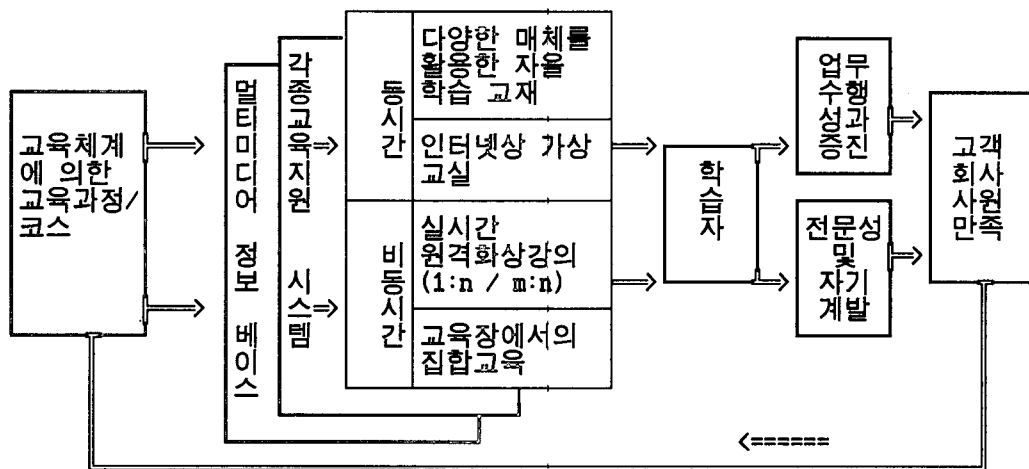 교육체계
에 의한
교육과정/
코스
멀티미디어 정보 베이스
각종교육지원 시스템
동시간
다양한 매체를
활용한 자율
학습 교재
인터넷상 가상
교실
비동시간
실시간
원격화상강의
(1:n / m:n)
교육장에서의
집합교육
학습자
업무
수행
성과
증진
전문성
및
자기
계발
고객
회사
사원
만족
<======